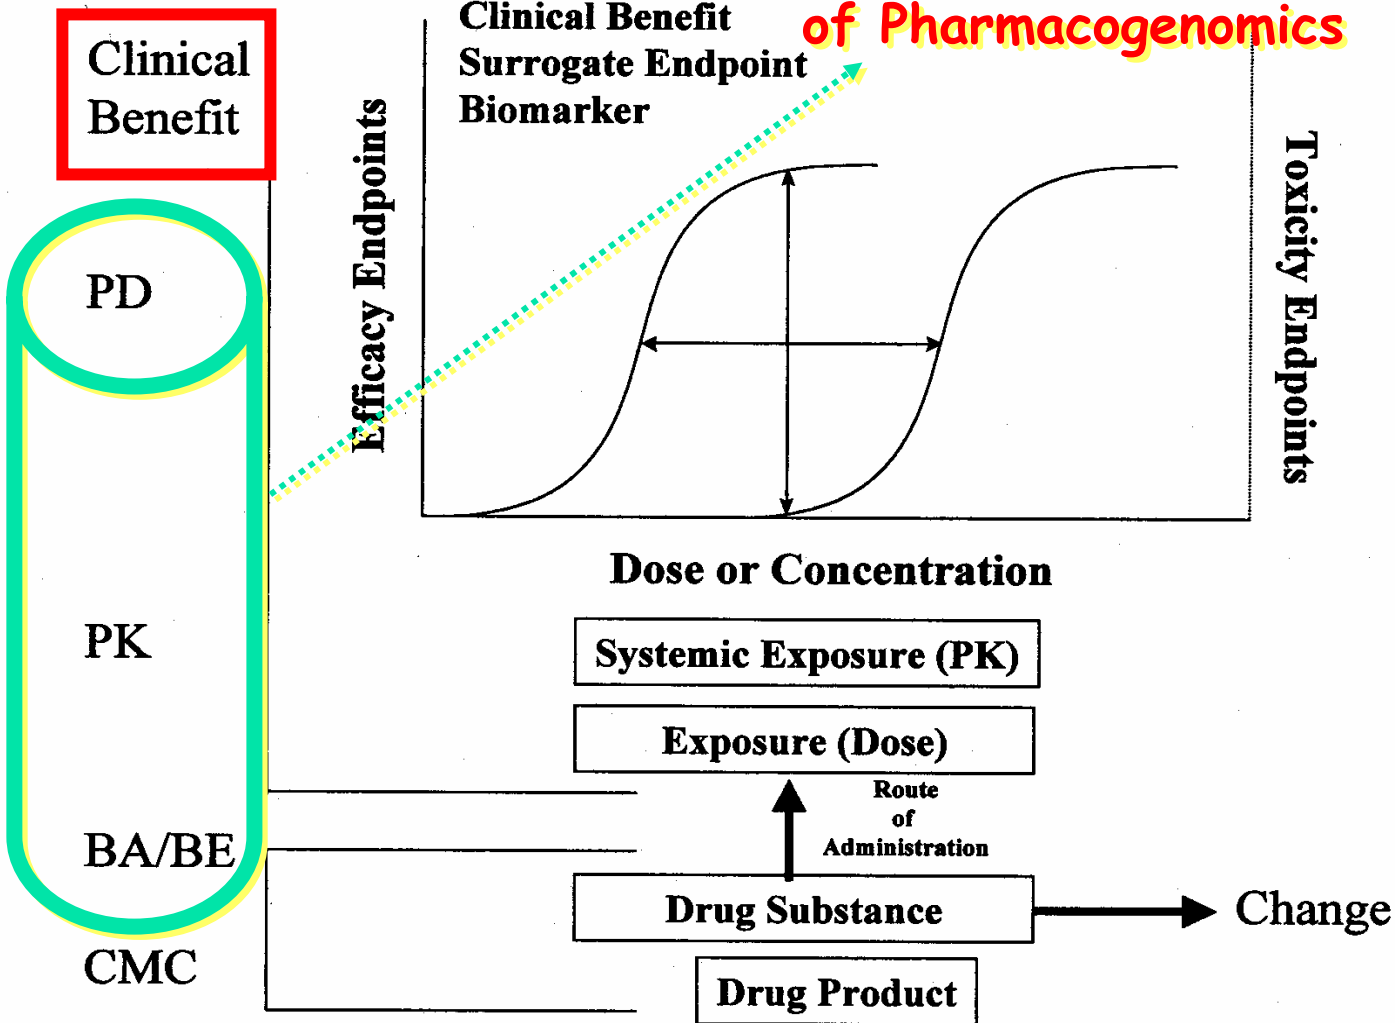 of Pharmacogenomics
Clinical
Benefit
Clinical Benefit
Surrogate Endpoint
Biomarker
Efficacy Endpoints
Toxicity Endpoints
PD
PK
BA/BE
CMC
Dose or Concentration
Systemic Exposure (PK)
Exposure (Dose)
Route
of
Administration
Drug Substance
Change
Drug Product